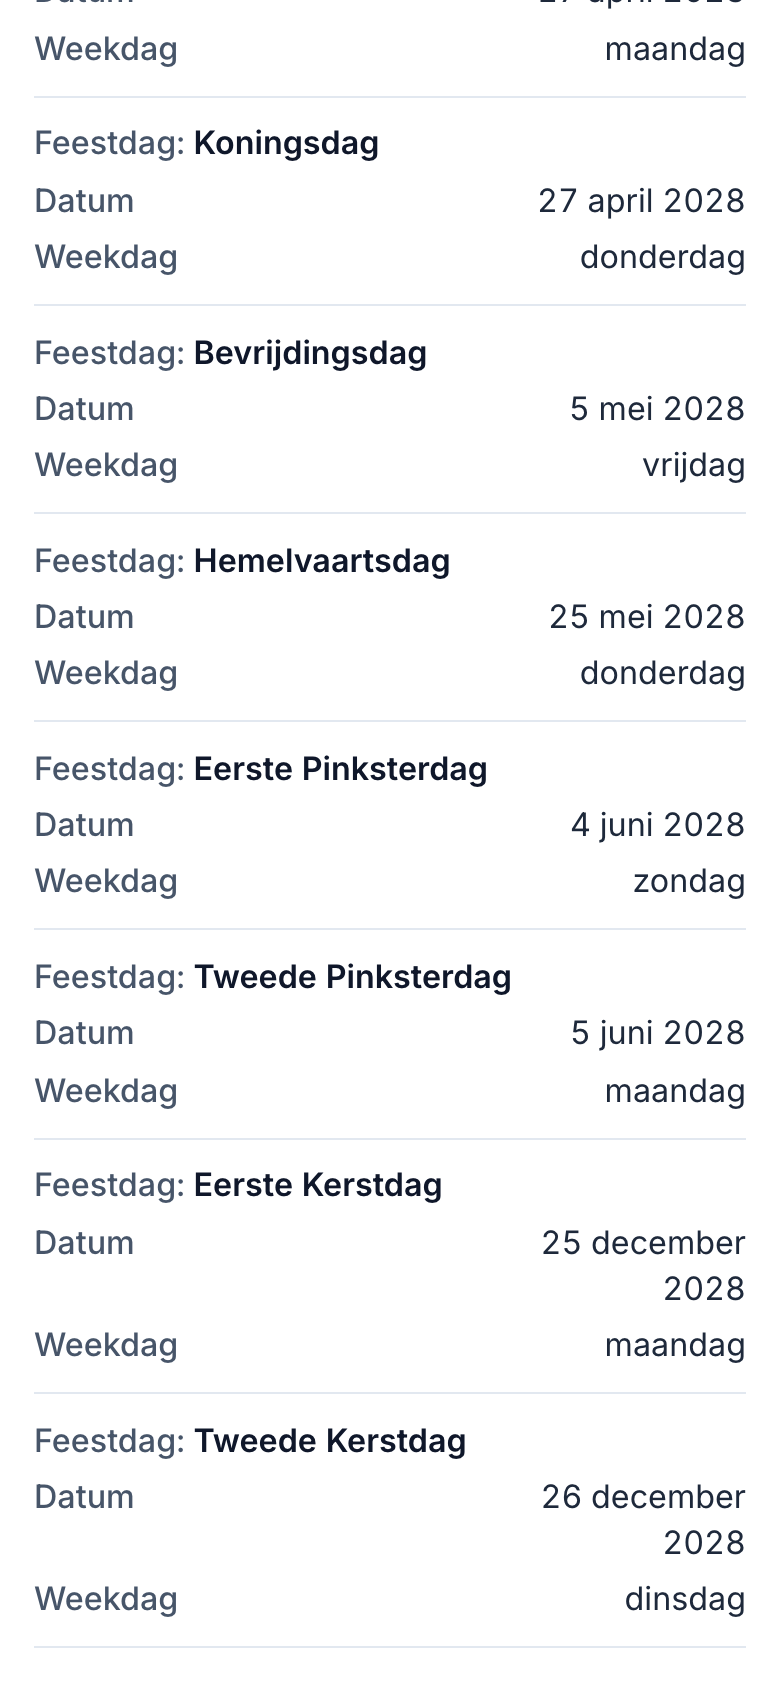 Weekdag maandag
Feestdag: Koningsdag
Datum 27 april 2028
Weekdag donderdag
Feestdag: Bevrijdingsdag
Datum 5 mei 2028
Weekdag vrijdag
Feestdag: Hemelvaartsdag
Datum 25 mei 2028
Weekdag donderdag
Feestdag: Eerste Pinksterdag
Datum 4 juni 2028
Weekdag zondag
Feestdag: Tweede Pinksterdag
Datum 5 juni 2028
Weekdag maandag
Feestdag: Eerste Kerstdag
Datum 25 december
2028
Weekdag maandag
Feestdag: Tweede Kerstdag
Datum 26 december
2028
Weekdag dinsdag